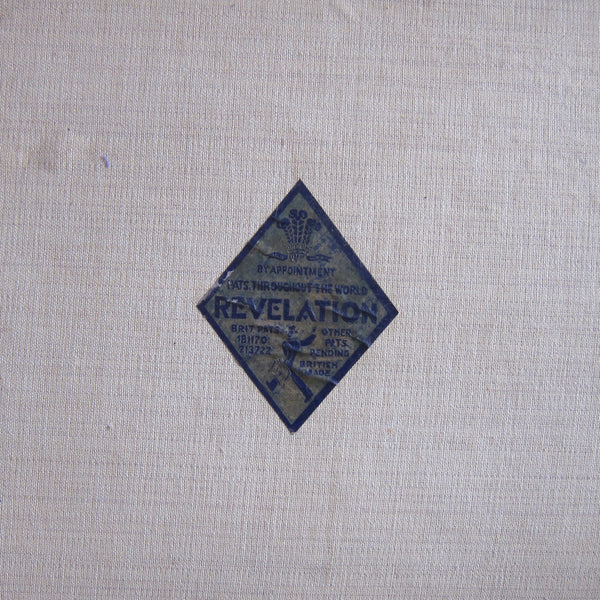 BY APPOINTMENT
PATS. THROUGHOUT THE WORLD
REVELATION
BRIT. PATS. OTHER
181170. PATS.
213722 PENDING
BRITISH
MADE